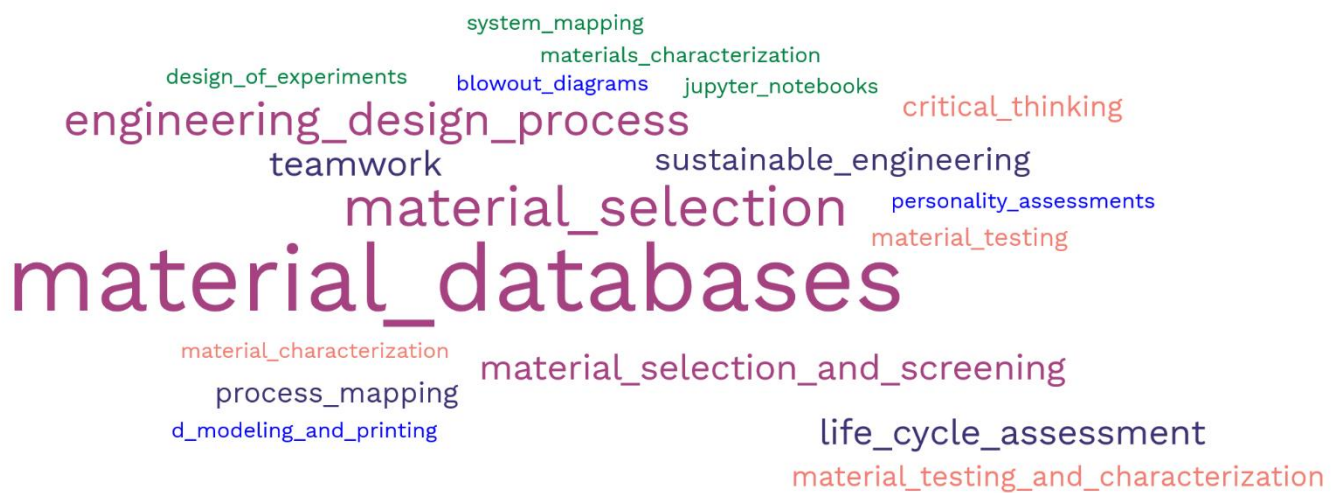 system_mapping
materials_characterization
design_of_experiments
blowout_diagrams
jupyter_notebooks
engineering_design_process
critical_thinking
teamwork
sustainable_engineering
material_selection
personality_assessments
material_testing
material_databases
material_characterization
material_selection_and_screening
process_mapping
d_modeling_and_printing
life_cycle_assessment
material_testing_and_characterization